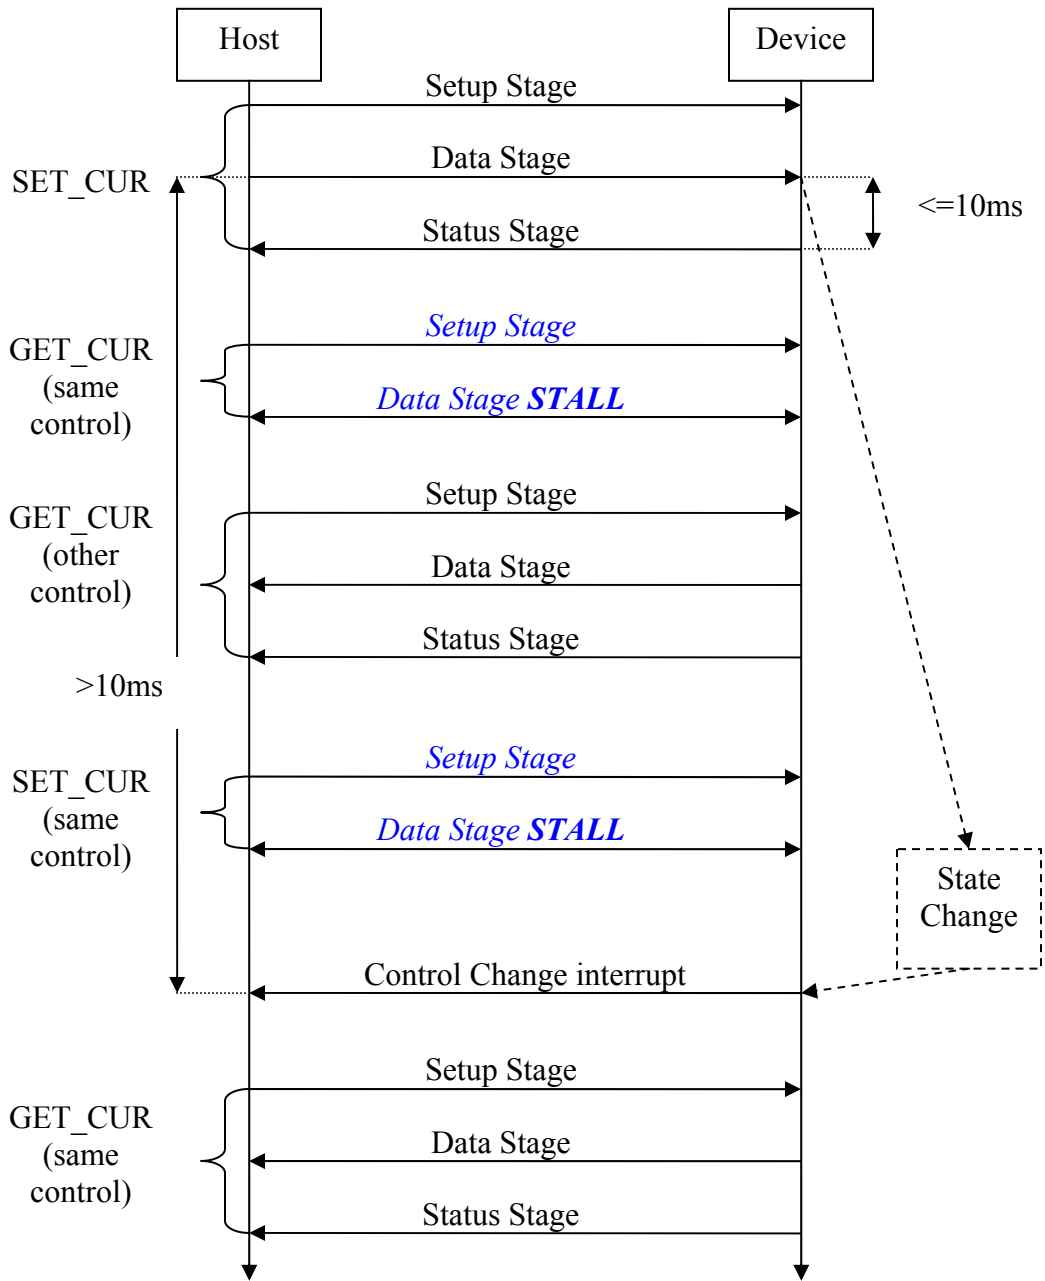 Host
Device
Setup Stage
Data Stage
SET_CUR
<=10ms
Status Stage
Setup Stage
GET_CUR
(same
control)
Data Stage STALL
Setup Stage
GET_CUR
(other
control)
Data Stage
Status Stage
>10ms
Setup Stage
SET_CUR
(same
control)
Data Stage STALL
State
Change
Control Change interrupt
Setup Stage
GET_CUR
(same
control)
Data Stage
Status Stage